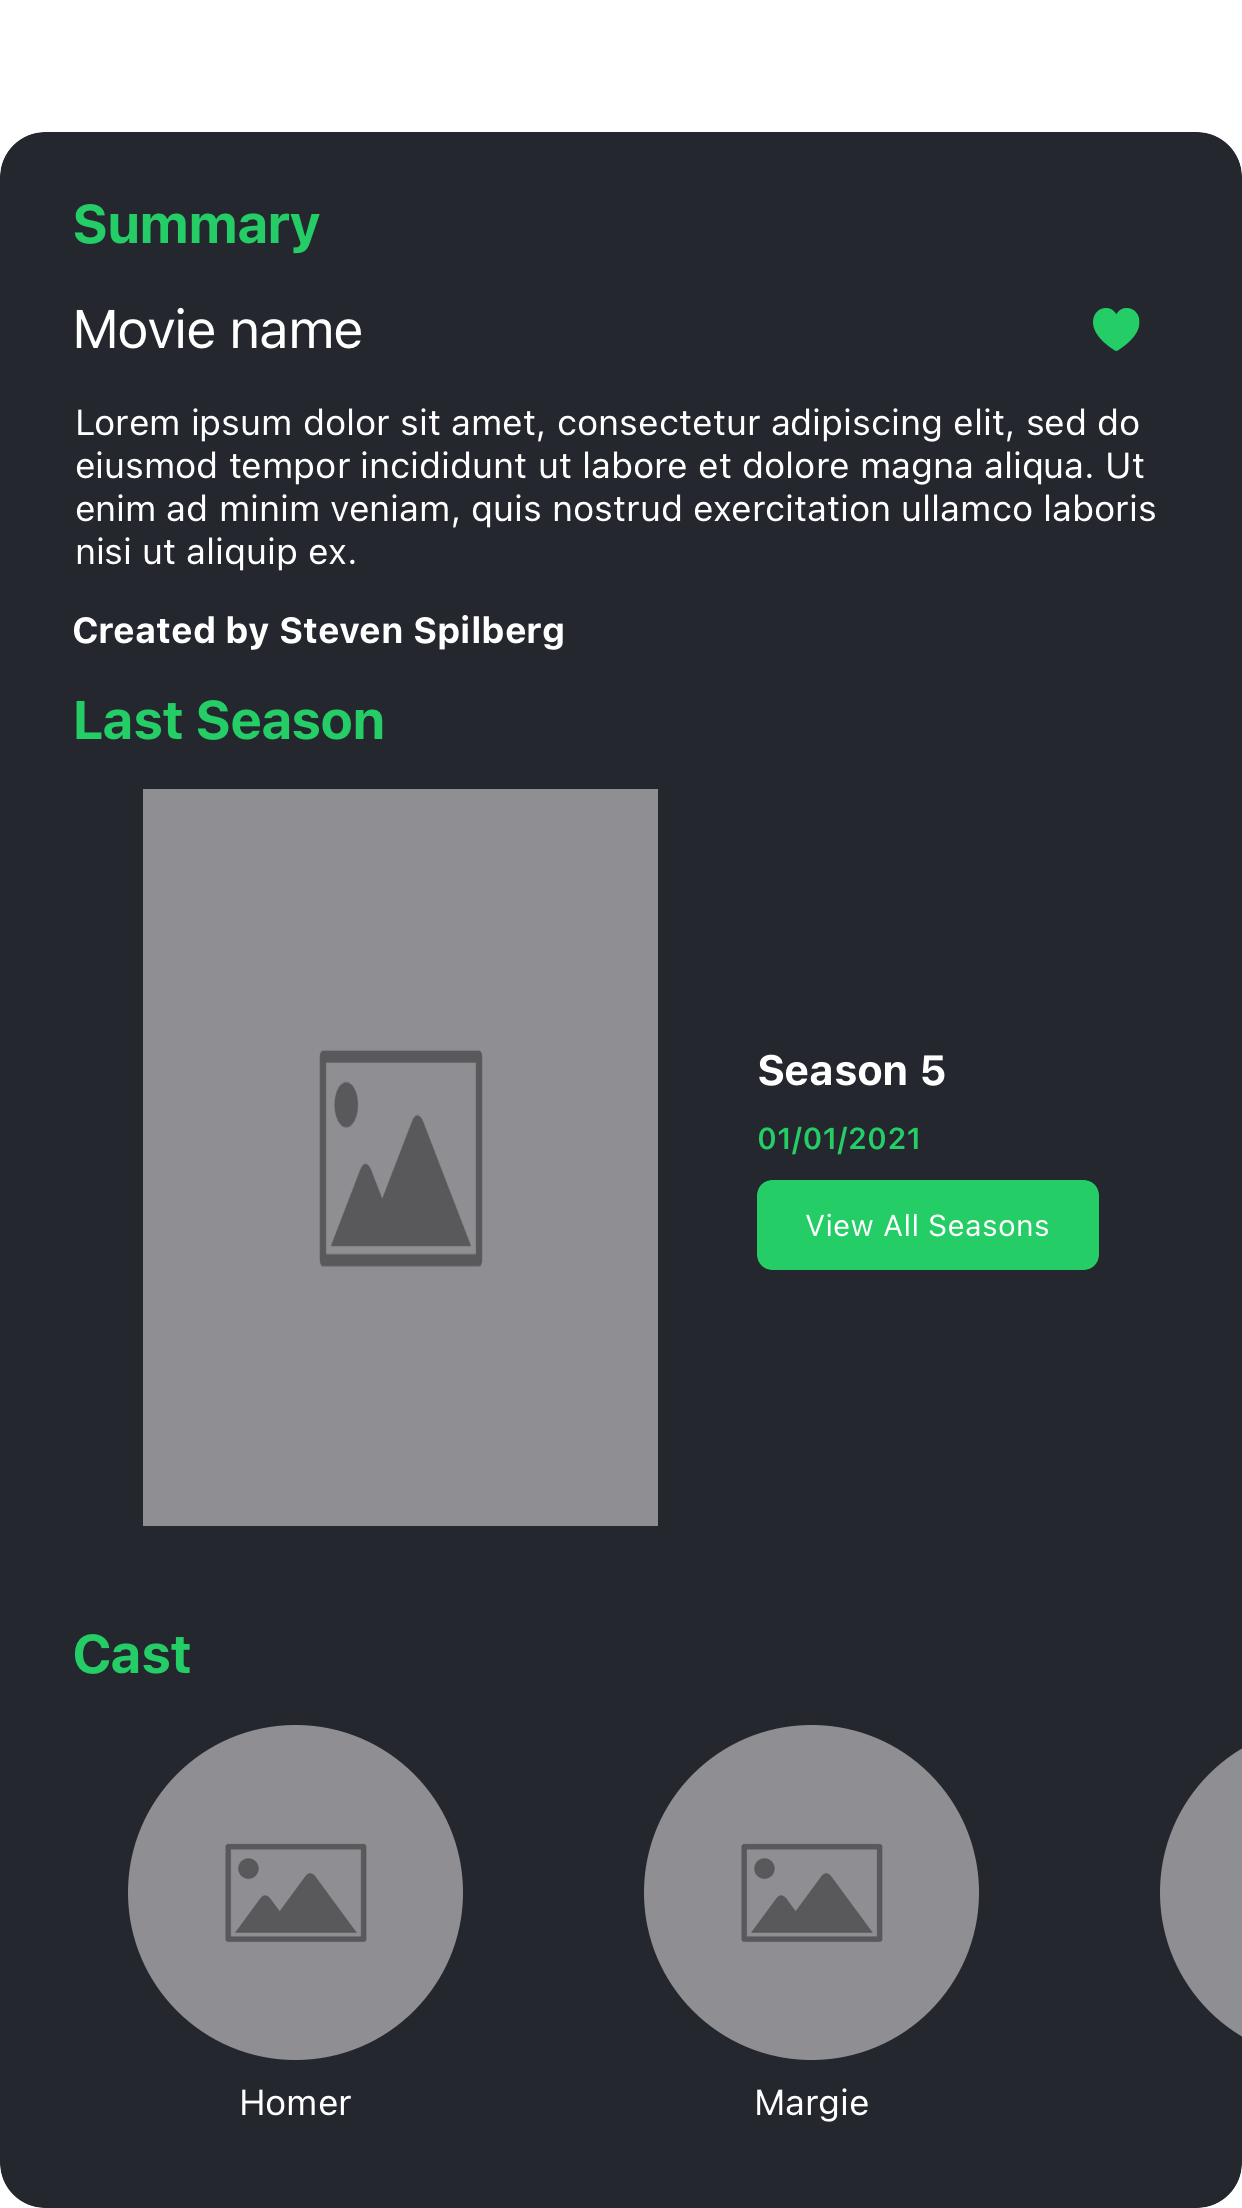 Summary
Movie name
Lorem ipsum dolor sit amet, consectetur adipiscing elit, sed do
eiusmod tempor incididunt ut labore et dolore magna aliqua. Ut
enim ad minim veniam, quis nostrud exercitation ullamco laboris
nisi ut aliquip ex.
Created by Steven Spilberg
Last Season
Season 5
01/01/2021
View All Seasons
Cast
Homer
Margie